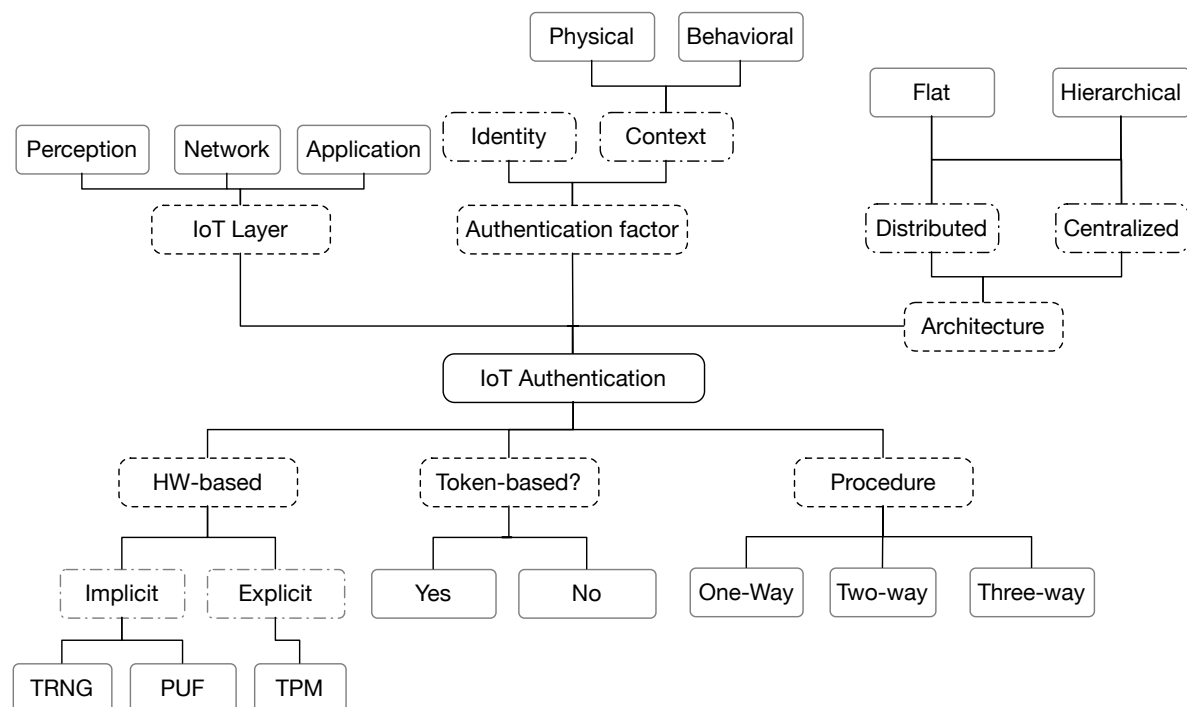 Physical
Behavioral
Flat
Hierarchical
Identity
Context
Perception
Network
Application
IoT Layer
Authentication factor
Distributed
Centralized
Architecture
IoT Authentication
HW-based
Token-based?
Procedure
Implicit
Explicit
Yes
No
One-Way
Two-way
Three-way
TRNG
PUF
TPM